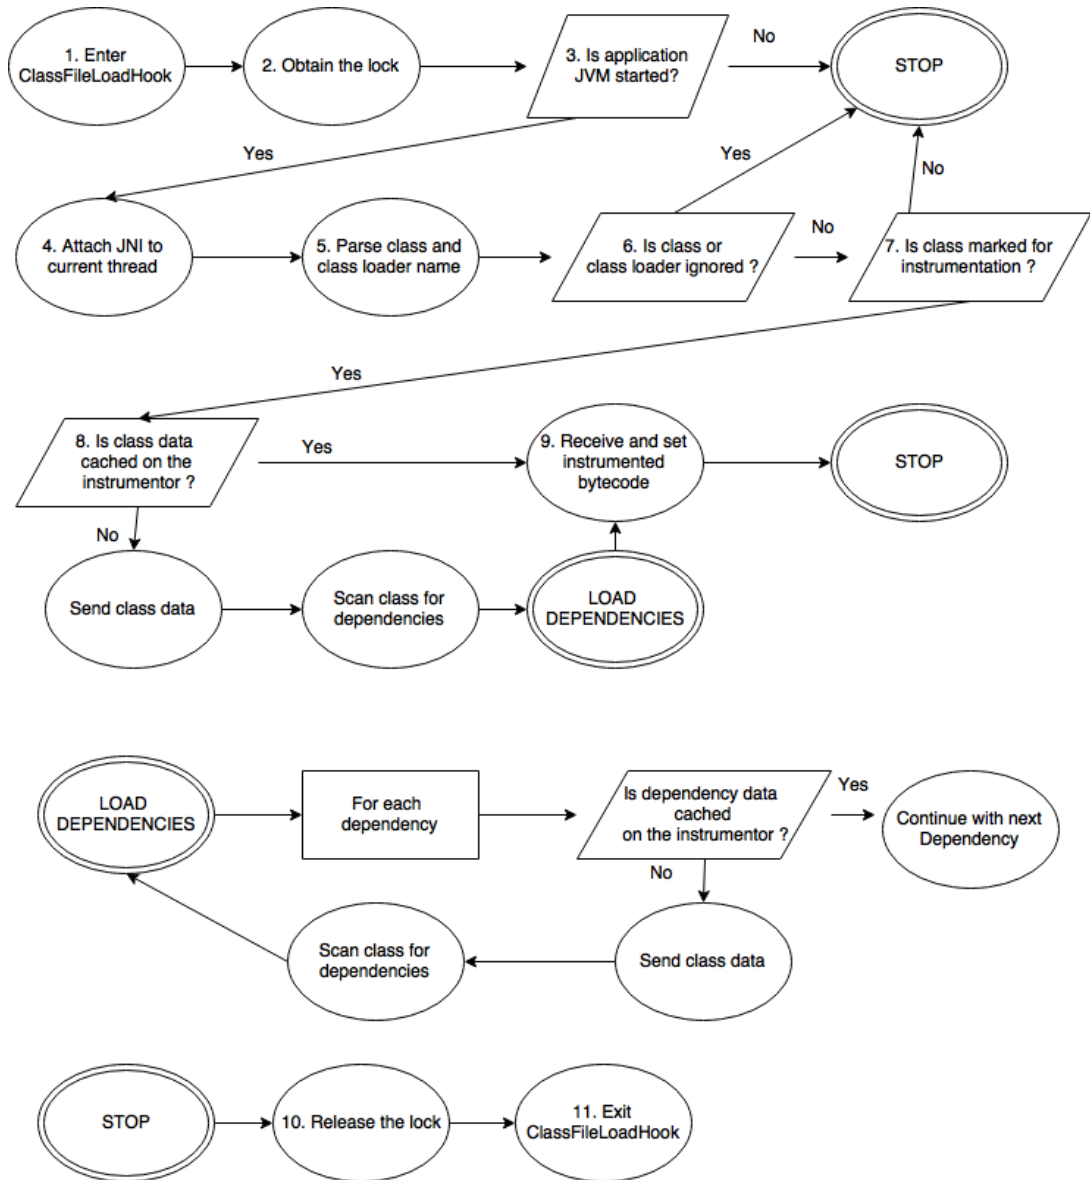 1. Enter
ClassFileLoadHook
2. Obtain the lock
3. Is application
JVM started?
No
STOP
Yes
Yes
No
4. Attach JNI to
current thread
5. Parse class and
class loader name
6. Is class or
class loader ignored ?
No
7. Is class marked for
instrumentation ?
Yes
8. Is class data
cached on the
instrumentor ?
Yes
9. Receive and set
instrumented
bytecode
STOP
No
Send class data
Scan class for
dependencies
LOAD
DEPENDENCIES
LOAD
DEPENDENCIES
For each
dependency
Is dependency data
cached
on the instrumentor ?
Yes
Continue with next
Dependency
No
Scan class for
dependencies
Send class data
STOP
10. Release the lock
11. Exit
ClassFileLoadHook